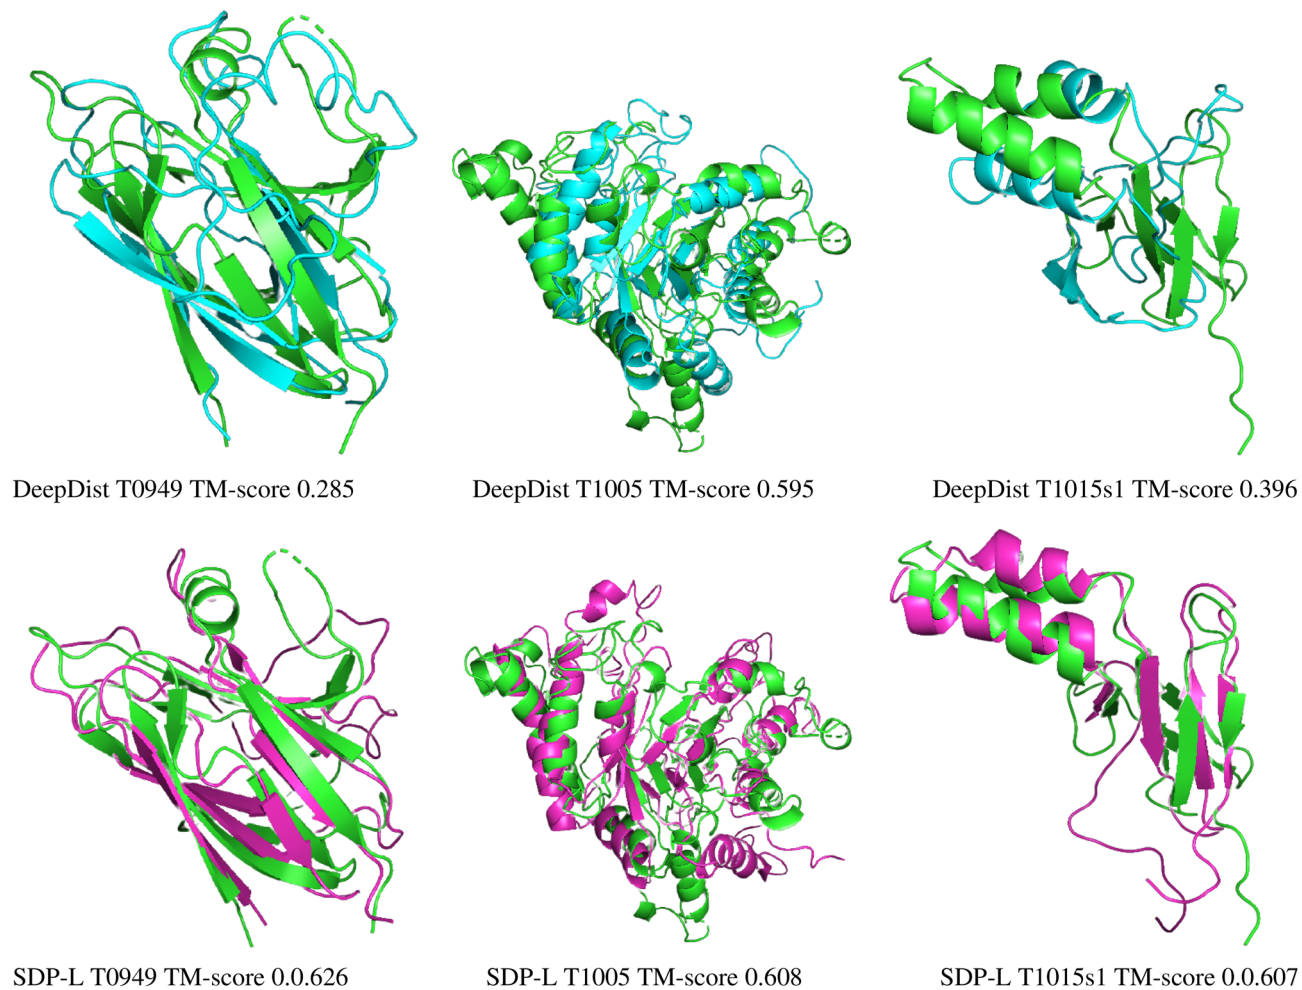 DeepDist T0949 TM-score 0.285
DeepDist T1005 TM-score 0.595
DeepDist T1015s1 TM-score 0.396
SDP-L T0949 TM-score 0.0.626
SDP-L T1005 TM-score 0.608
SDP-L T1015s1 TM-score 0.0.607